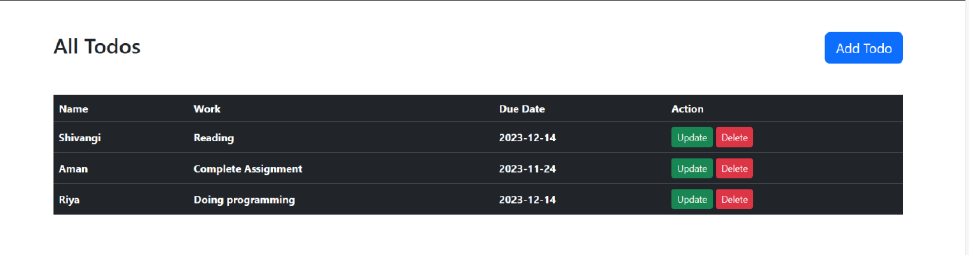 All Todos
Add Todo
Name Work Due Date Action
Shivangi Reading 2023-12-14 Update Delete
Aman Complete Assignment 2023-11-24 Update Delete
Riya Doing programming 2023-12-14 Update Delete